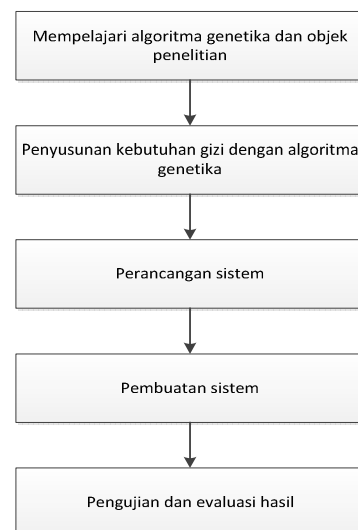 Mempelajari algoritma genetika dan objek
penelitian
Penyusunan kebutuhan gizi dengan algoritma
genetika
Perancangan sistem
Pembuatan sistem
Pengujian dan evaluasi hasil